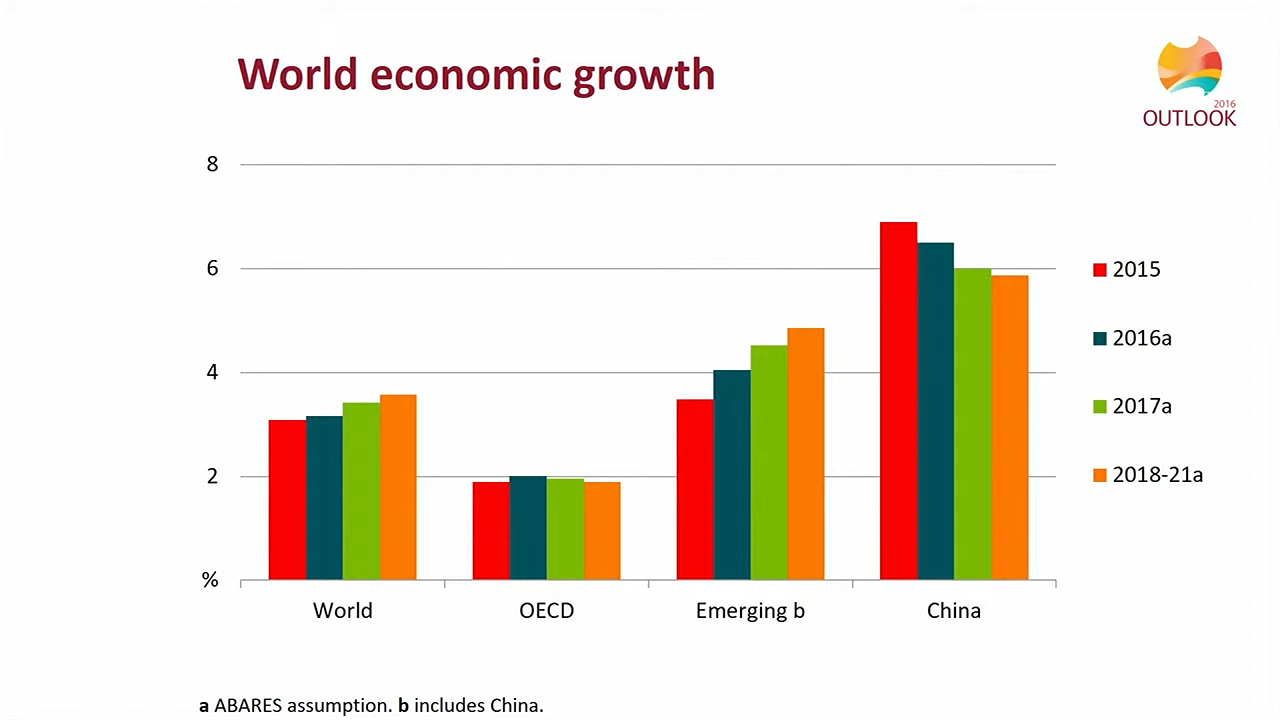 World economic growth
2016
OUTLOOK
8
6
4
2
%
World
OECD
Emerging b
China
2015
2016a
2017a
2018-21a
a ABARES assumption. b includes China.